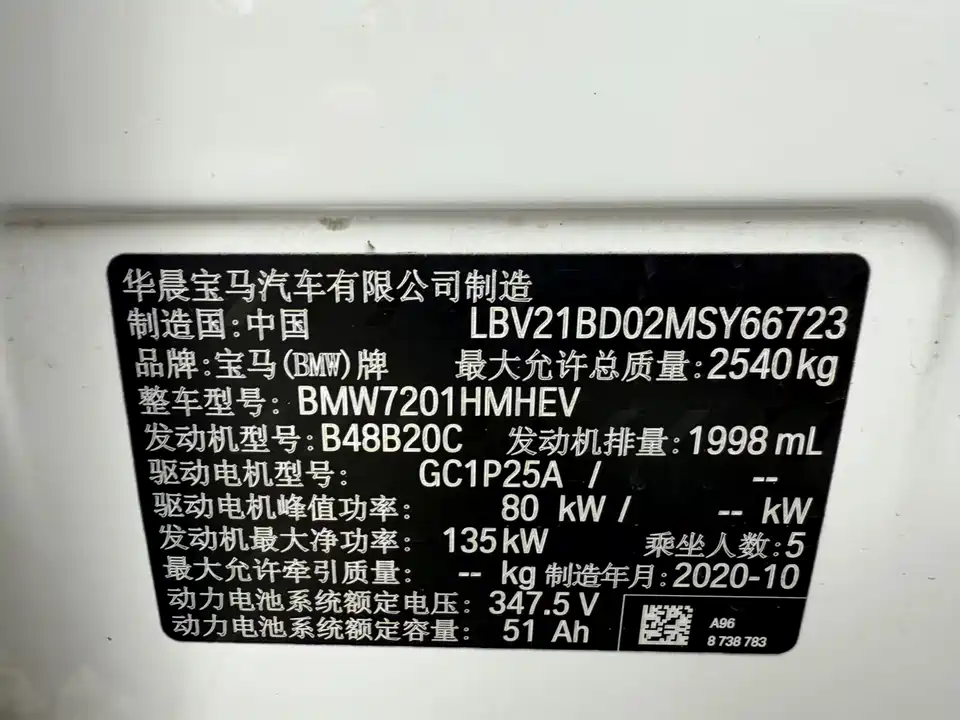 华晨宝马汽车有限公司制造
制造国:中国 LBV21BD02MSY66723
品牌:宝马(BMW)牌 最大允许总质量:2540kg
整车型号: BMW7201HMHEV
发动机型号:B48B20C 发动机排量:1998 mL
驱动电机型号: GC1P25A / --
驱动电机峰值功率: 80 kW / -- kW
发动机最大净功率: 135kW 乘坐人数:5
最大允许牵引质量: -- kg 制造年月:2020-10
动力电池系统额定电压: 347.5 V
动力电池系统额定容量: 51 Ah
A96
8 738 783